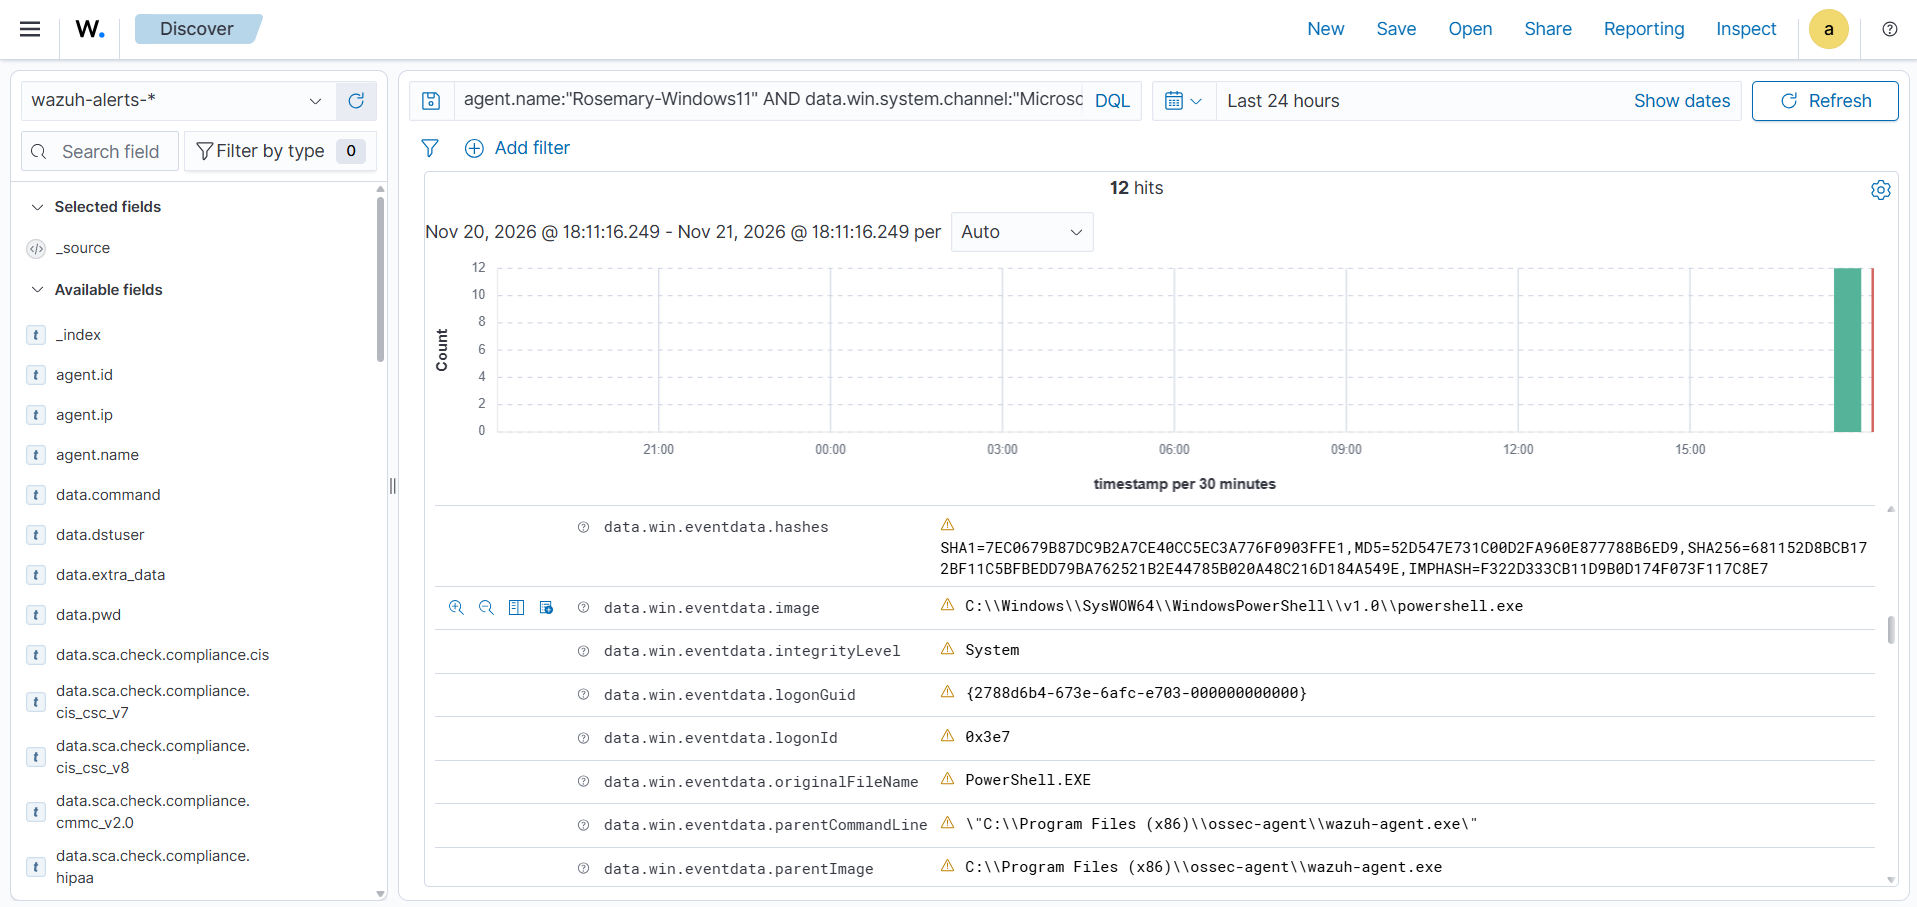 W.
Discover
New
Save
Open
Share
Reporting
Inspect
a
wazuh-alerts-*
agent.name:"Rosemary-Windows11" AND data.win.system.channel:"Microsc
DQL
Last 24 hours
Show dates
Refresh
Search field
Filter by type 0
Add filter
Selected fields
_source
Available fields
_index
agent.id
agent.ip
agent.name
data.command
data.dstuser
data.extra_data
data.pwd
data.sca.check.compliance.cis
data.sca.check.compliance.
cis_csc_v7
data.sca.check.compliance.
cis_csc_v8
data.sca.check.compliance.
cmmc_v2.0
data.sca.check.compliance.
hipaa
12 hits
Nov 20, 2026 @ 18:11:16.249 - Nov 21, 2026 @ 18:11:16.249 per
Auto
Count
12
10
8
6
4
2
0
21:00
00:00
03:00
06:00
09:00
12:00
15:00
timestamp per 30 minutes
data.win.eventdata.hashes
SHA1=7EC0679B87DC9B2A7CE40CC5EC3A776F0903FFE1,MD5=52D547E731C00D2FA960E877788B6ED9,SHA256=681152D8BCB17
2BF11C5BFBEDD79BA762521B2E44785B020A48C216D184A549E,IMPHASH=F322D333CB11D9B0D174F073F117C8E7
data.win.eventdata.image
C:\\Windows\\SysWOW64\\WindowsPowerShell\\v1.0\\powershell.exe
data.win.eventdata.integrityLevel
System
data.win.eventdata.logonGuid
{2788d6b4-673e-6afc-e703-000000000000}
data.win.eventdata.logonId
0x3e7
data.win.eventdata.originalFileName
PowerShell.EXE
data.win.eventdata.parentCommandLine
\"C:\\Program Files (x86)\\ossec-agent\\wazuh-agent.exe\"
data.win.eventdata.parentImage
C:\\Program Files (x86)\\ossec-agent\\wazuh-agent.exe